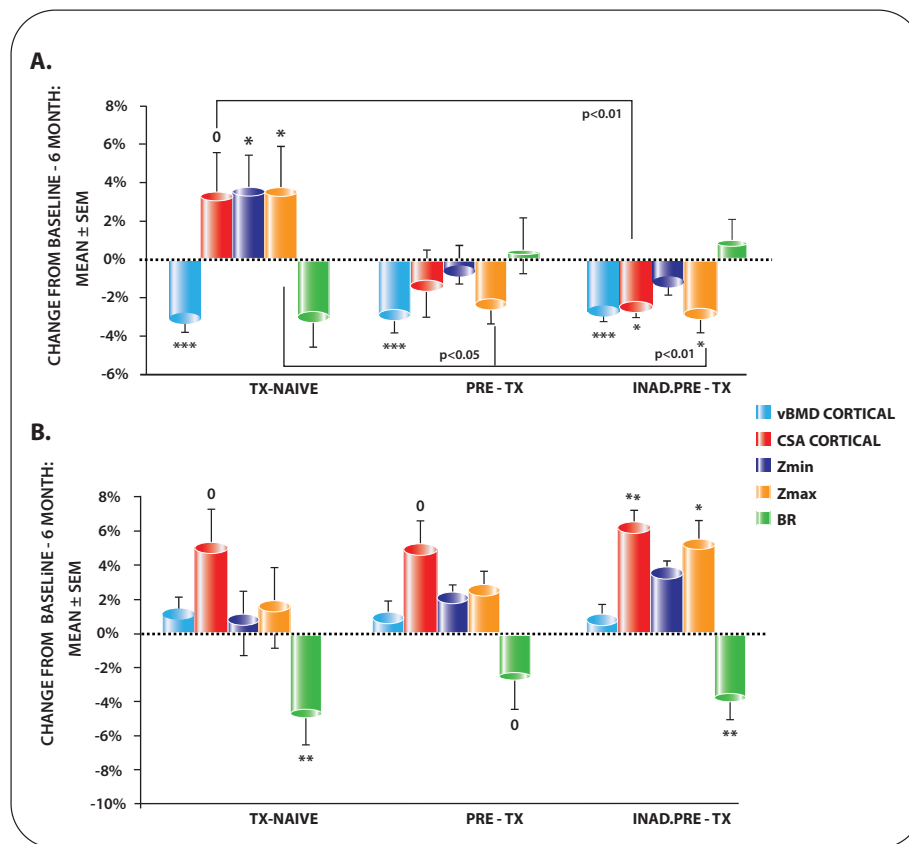 A.
CHANGE FROM BASELINE - 6 MONTH:
MEAN ± SEM
8%
6%
4%
2%
0%
-2%
-4%
-6%
0
*
*
***
***
***
*
*
p<0.01
p<0.05
p<0.01
TX-NAIVE PRE - TX INAD.PRE - TX
vBMD CORTICAL
CSA CORTICAL
Zmin
Zmax
BR
B.
CHANGE FROM BASELiNE - 6 MONTH:
MEAN ± SEM
8%
6%
4%
2%
0%
-2%
-4%
-6%
-8%
-10%
0
**
0
0
**
*
**
TX-NAIVE PRE - TX INAD.PRE - TX